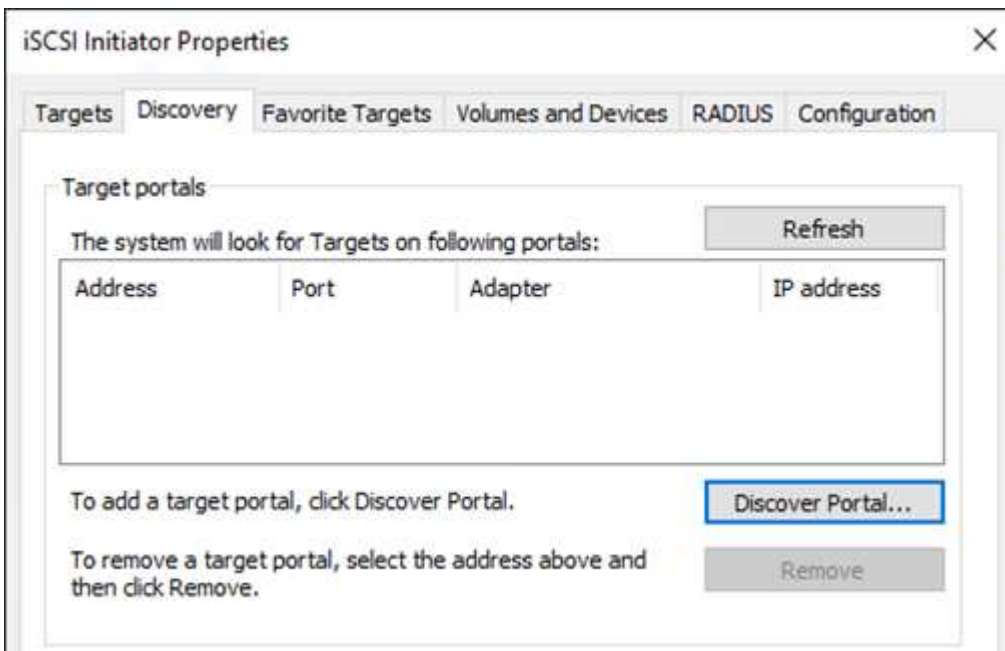 iSCSI Initiator Properties
Targets Discovery Favorite Targets Volumes and Devices RADIUS Configuration
Target portals
The system will look for Targets on following portals:
Refresh
Address Port Adapter IP address
To add a target portal, click Discover Portal.
Discover Portal...
To remove a target portal, select the address above and
then click Remove.
Remove